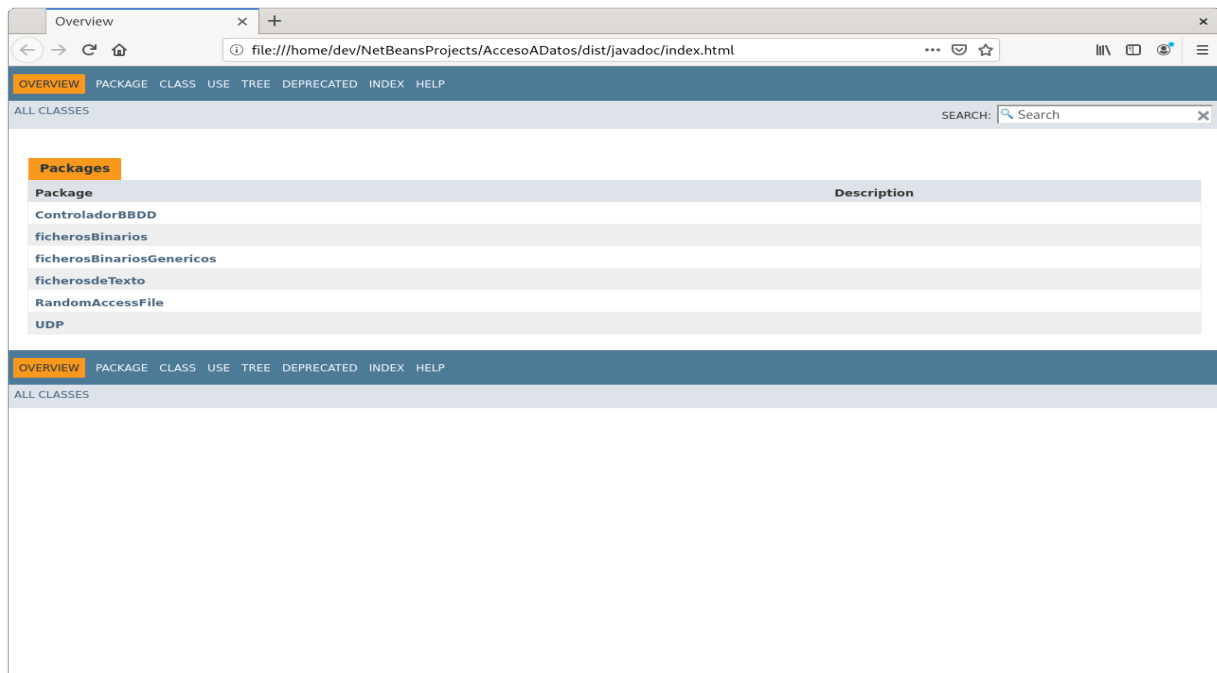 Overview
file:///home/dev/NetBeansProjects/AccesoADatos/dist/javadoc/index.html
OVERVIEW PACKAGE CLASS USE TREE DEPRECATED INDEX HELP
ALL CLASSES
SEARCH: Search
Packages
Package Description
ControladorBBDD
ficherosBinarios
ficherosBinariosGenericos
ficherosdeTexto
RandomAccessFile
UDP
OVERVIEW PACKAGE CLASS USE TREE DEPRECATED INDEX HELP
ALL CLASSES